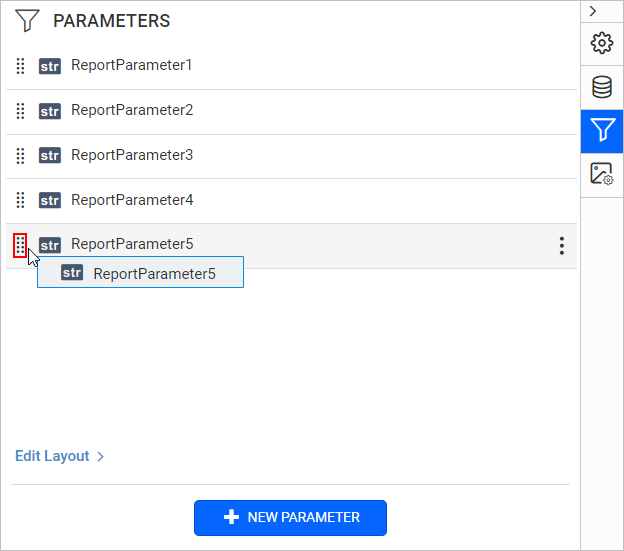 PARAMETERS
str ReportParameter1
str ReportParameter2
str ReportParameter3
str ReportParameter4
str ReportParameter5
str ReportParameter5
Edit Layout
NEW PARAMETER